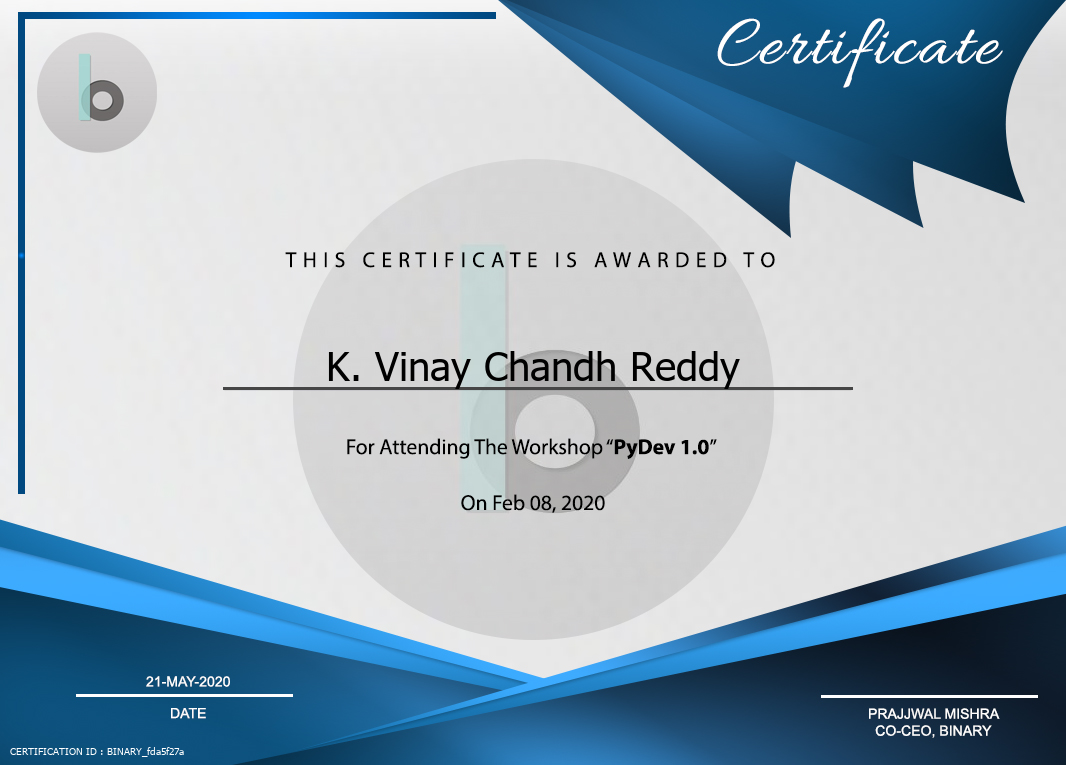 Certificate
b
THIS CERTIFICATE IS AWARDED TO
K. Vinay Chandh Reddy
For Attending The Workshop “PyDev 1.0”
On Feb 08, 2020
21-MAY-2020
DATE
PRAJJWAL MISHRA
CO-CEO, BINARY
CERTIFICATION ID : BINARY_fda5f27a